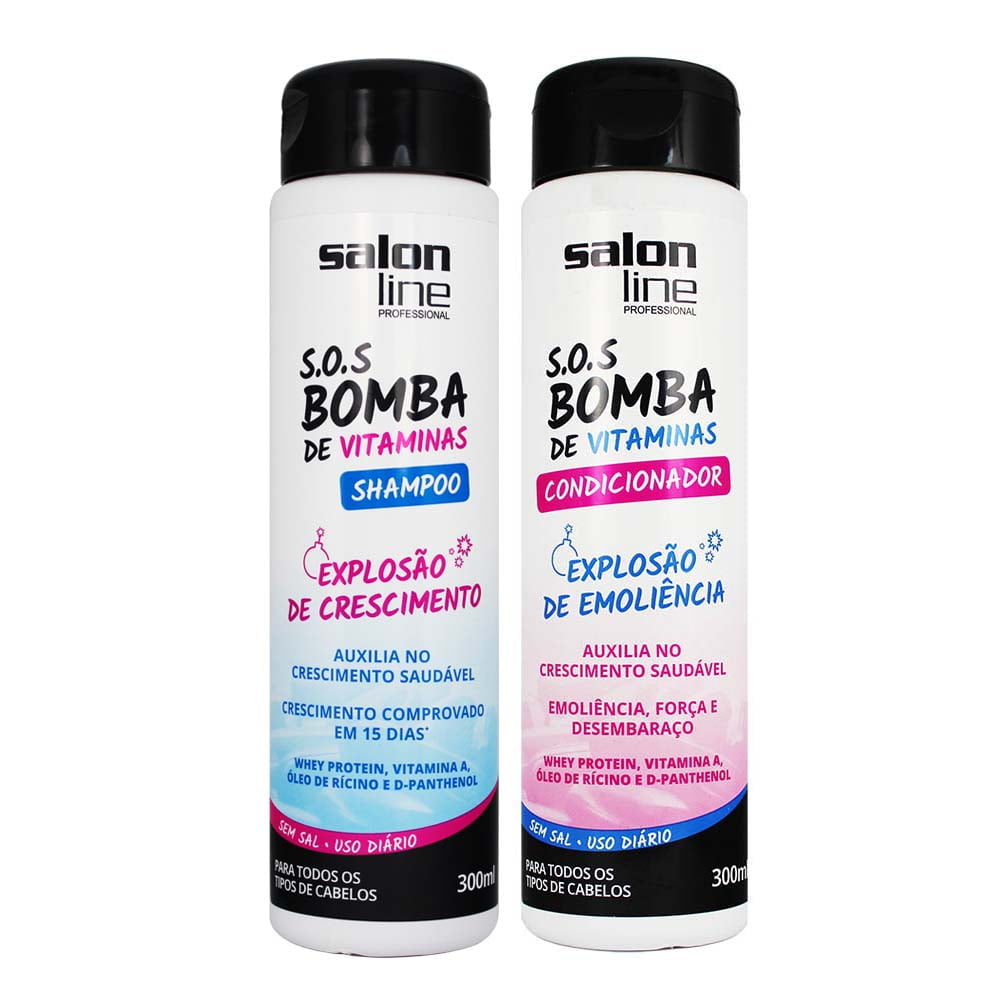 salon
line
PROFESSIONAL
S.O.S
BOMBA
DE VITAMINAS
SHAMPOO
EXPLOSÃO
DE CRESCIMENTO
AUXILIA NO
CRESCIMENTO SAUDÁVEL
CRESCIMENTO COMPROVADO
EM 15 DIAS*
WHEY PROTEIN, VITAMINA A,
ÓLEO DE RÍCINO E D-PANTHENOL
SEM SAL • USO DIÁRIO
PARA TODOS OS
TIPOS DE CABELOS
300ml
salon
line
PROFESSIONAL
S.O.S
BOMBA
DE VITAMINAS
CONDICIONADOR
EXPLOSÃO
DE EMOLIÊNCIA
AUXILIA NO
CRESCIMENTO SAUDÁVEL
EMOLIÊNCIA, FORÇA E
DESEMBARAÇO
WHEY PROTEIN, VITAMINA A,
ÓLEO DE RÍCINO E D-PANTHENOL
SEM SAL • USO DIÁRIO
PARA TODOS OS
TIPOS DE CABELOS
300ml